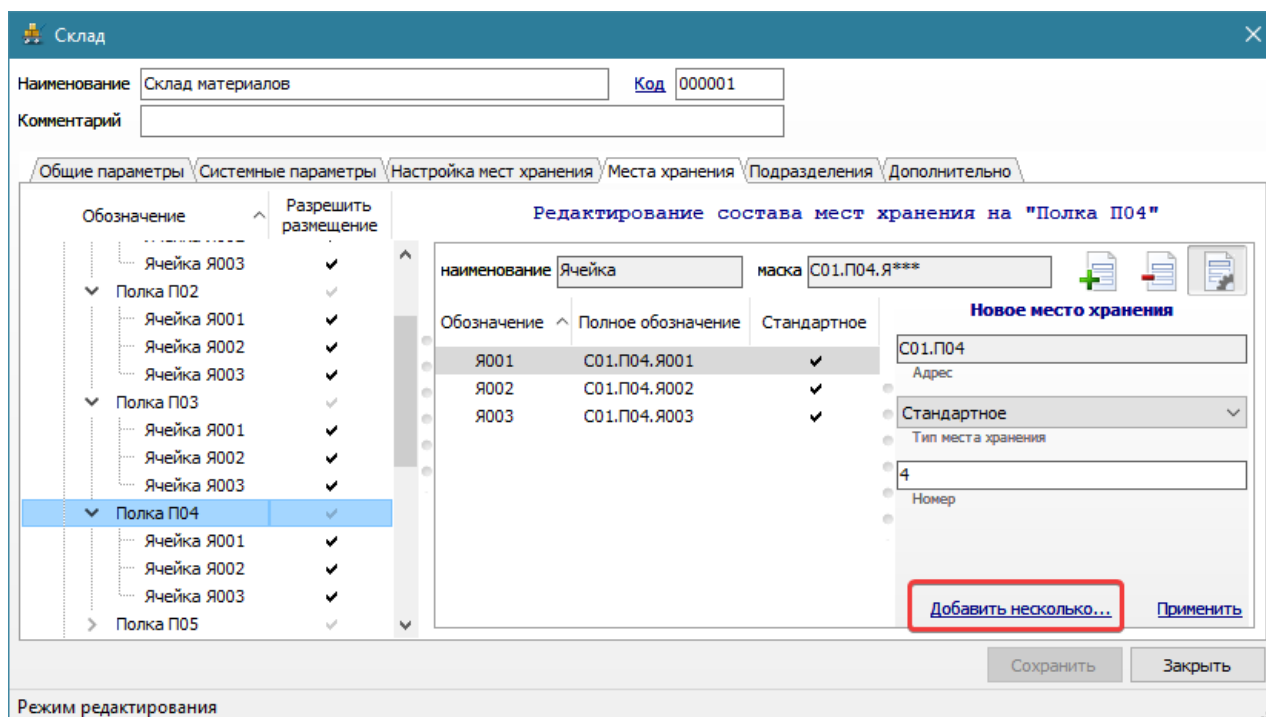 Склад
Наименование Склад материалов Код 000001
Комментарий
Общие параметры Системные параметры Настройка мест хранения Места хранения Подразделения Дополнительно
Обозначение Разрешить размещение
Ячейка Я003
Полка П02
Ячейка Я001
Ячейка Я002
Ячейка Я003
Полка П03
Ячейка Я001
Ячейка Я002
Ячейка Я003
Полка П04
Ячейка Я001
Ячейка Я002
Ячейка Я003
Полка П05
Редактирование состава мест хранения на "Полка П04"
наименование Ячейка маска С01.П04.Я***
Обозначение Полное обозначение Стандартное
Я001 С01.П04.Я001
Я002 С01.П04.Я002
Я003 С01.П04.Я003
Новое место хранения
С01.П04
Адрес
Стандартное
Тип места хранения
4
Номер
Добавить несколько... Применить
Сохранить Закрыть
Режим редактирования